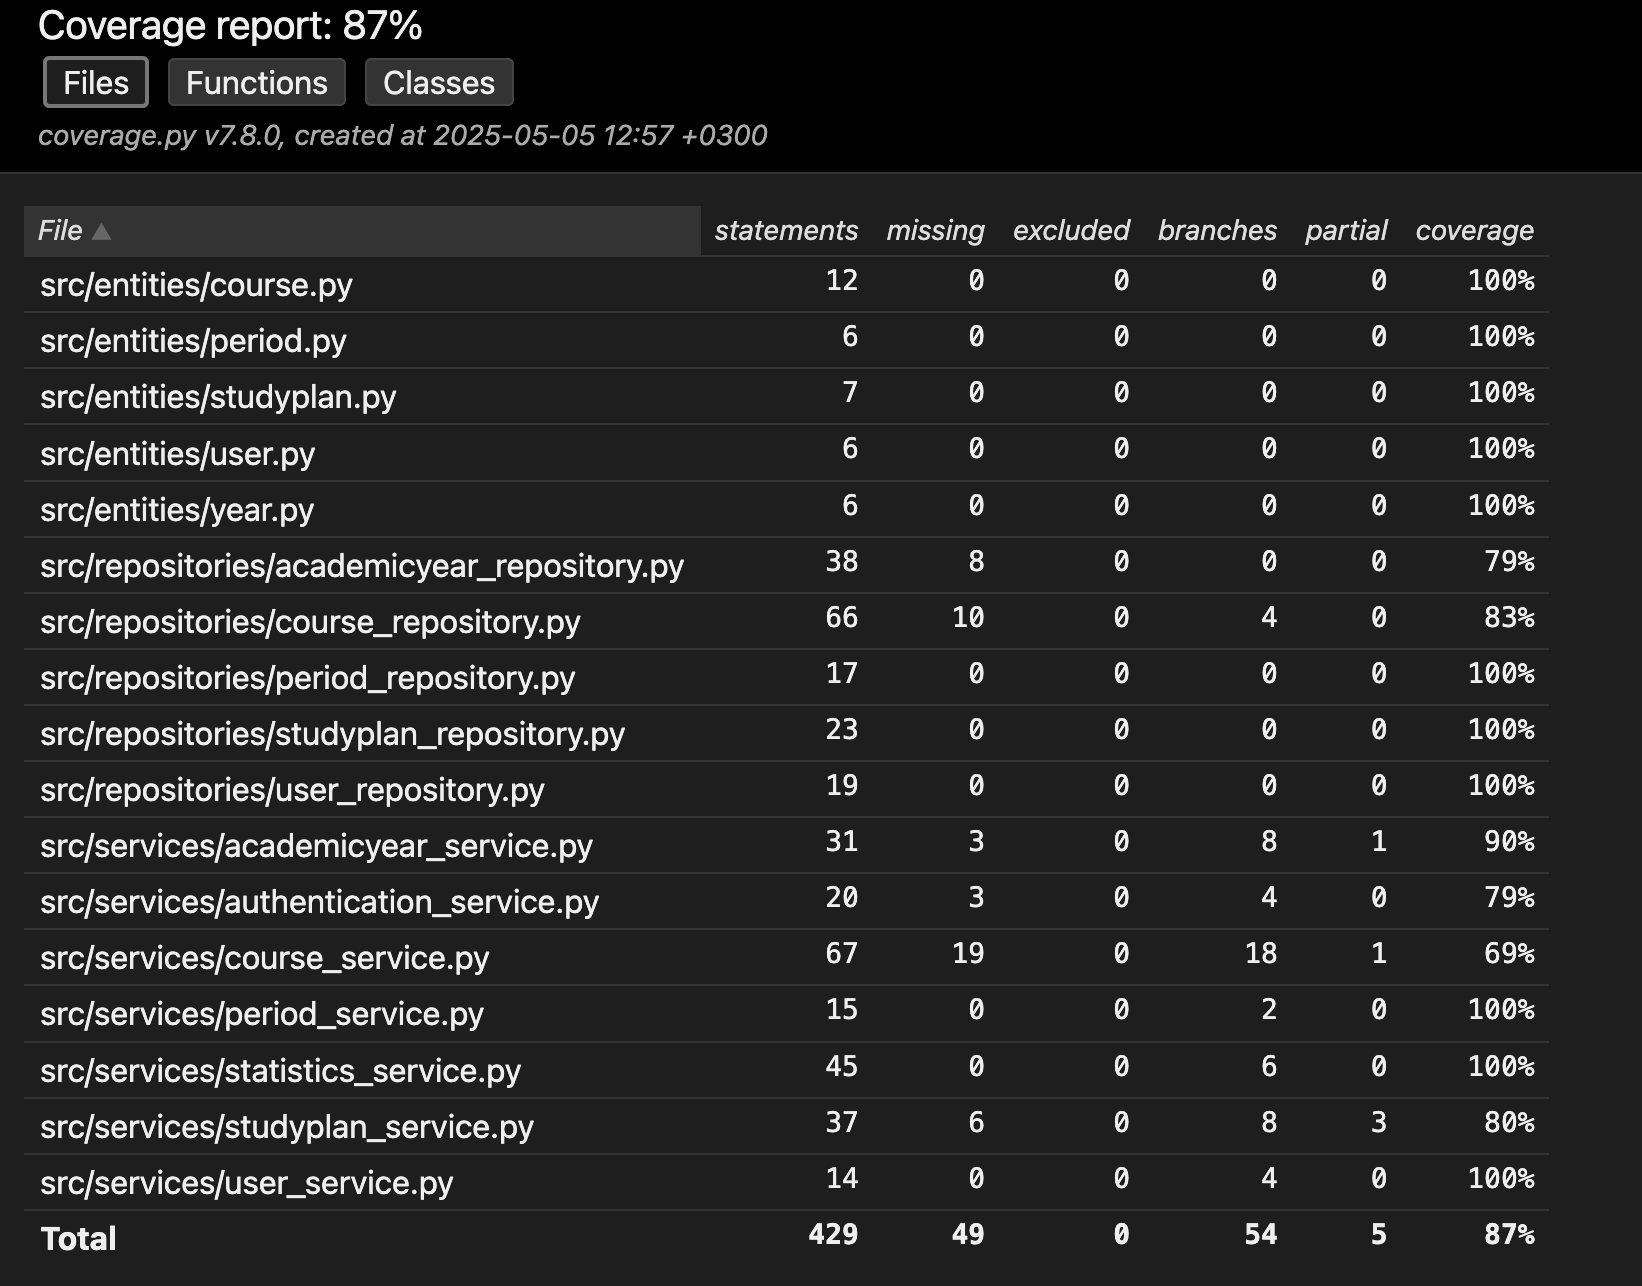 Coverage report: 87%
Files Functions Classes
coverage.py v7.8.0, created at 2025-05-05 12:57 +0300
File ▲ statements missing excluded branches partial coverage
src/entities/course.py 12 0 0 0 0 100%
src/entities/period.py 6 0 0 0 0 100%
src/entities/studyplan.py 7 0 0 0 0 100%
src/entities/user.py 6 0 0 0 0 100%
src/entities/year.py 6 0 0 0 0 100%
src/repositories/academicyear_repository.py 38 8 0 0 0 79%
src/repositories/course_repository.py 66 10 0 4 0 83%
src/repositories/period_repository.py 17 0 0 0 0 100%
src/repositories/studyplan_repository.py 23 0 0 0 0 100%
src/repositories/user_repository.py 19 0 0 0 0 100%
src/services/academicyear_service.py 31 3 0 8 1 90%
src/services/authentication_service.py 20 3 0 4 0 79%
src/services/course_service.py 67 19 0 18 1 69%
src/services/period_service.py 15 0 0 2 0 100%
src/services/statistics_service.py 45 0 0 6 0 100%
src/services/studyplan_service.py 37 6 0 8 3 80%
src/services/user_service.py 14 0 0 4 0 100%
Total 429 49 0 54 5 87%